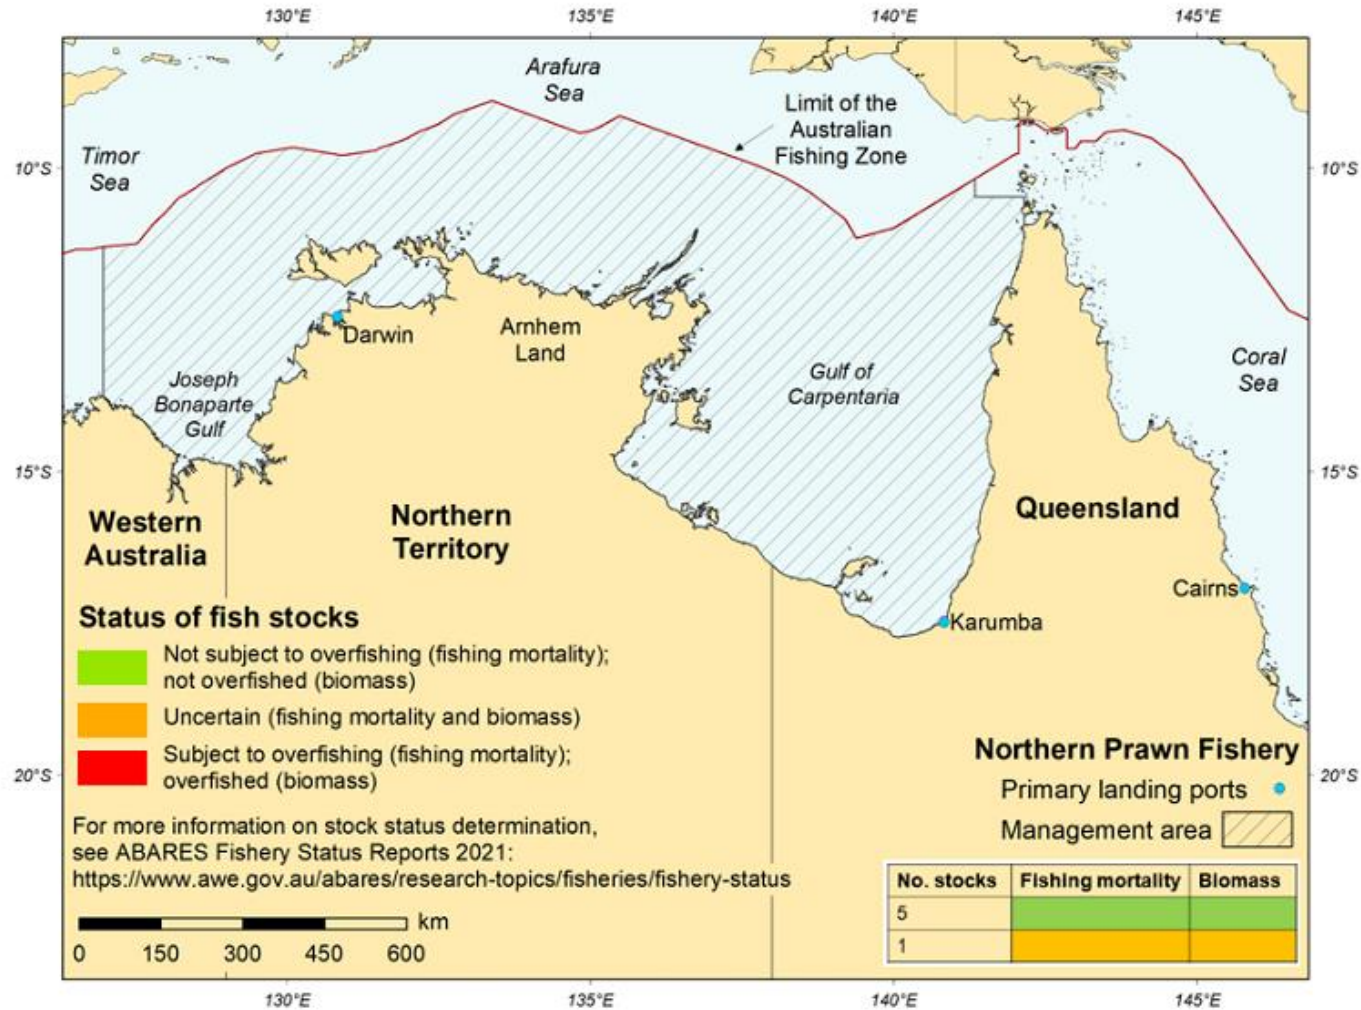 130°E
135°E
140°E
145°E
Arafura
Sea
Limit of the
Australian
Fishing Zone
Timor
Sea
10°S
10°S
Darwin
Arnhem
Land
Joseph
Bonaparte
Gulf
Gulf of
Carpentaria
Coral
Sea
15°S
15°S
Western
Australia
Northern
Territory
Queensland
Cairns
Karumba
Status of fish stocks
Not subject to overfishing (fishing mortality);
not overfished (biomass)
Uncertain (fishing mortality and biomass)
Subject to overfishing (fishing mortality);
overfished (biomass)
20°S
20°S
Northern Prawn Fishery
Primary landing ports
Management area
For more information on stock status determination,
see ABARES Fishery Status Reports 2021:
https://www.awe.gov.au/abares/research-topics/fisheries/fishery-status
No. stocks Fishing mortality Biomass
5
1
km
0 150 300 450 600
130°E
135°E
140°E
145°E